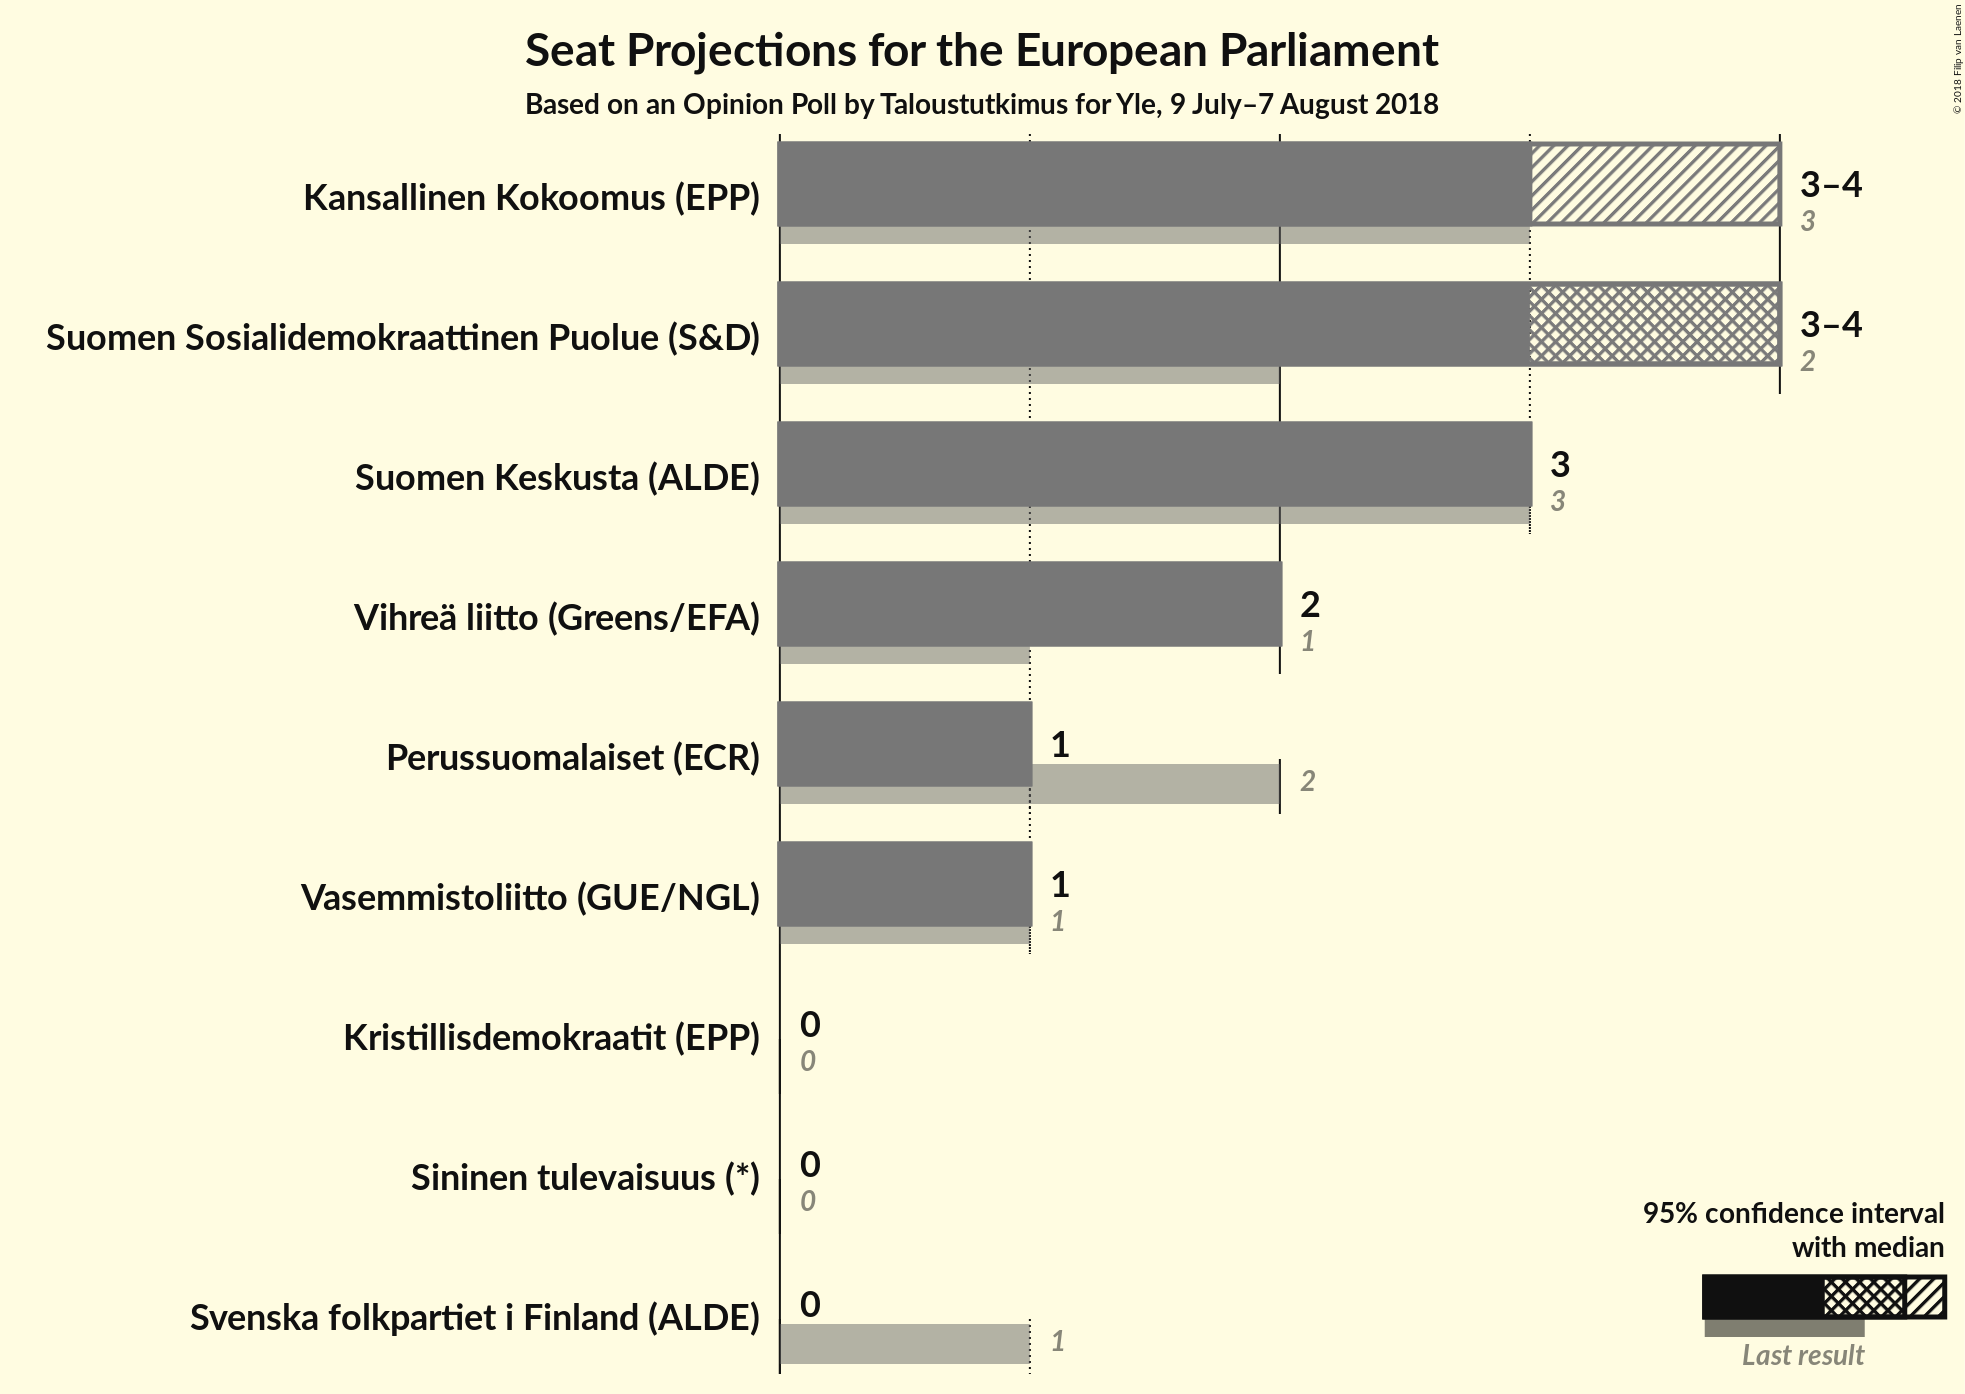 Seat Projections for the European Parliament
Based on an Opinion Poll by Taloustutkimus for Yle, 9 July–7 August 2018
© 2018 Filip van Laenen
Kansallinen Kokoomus (EPP)
3–4
3
Suomen Sosialidemokraattinen Puolue (S&D)
3–4
2
Suomen Keskusta (ALDE)
3
3
Vihreä liitto (Greens/EFA)
2
1
Perussuomalaiset (ECR)
1
2
Vasemmistoliitto (GUE/NGL)
1
1
Kristillisdemokraatit (EPP)
0
0
Sininen tulevaisuus (*)
0
0
Svenska folkpartiet i Finland (ALDE)
0
1
95% confidence interval
with median
Last result